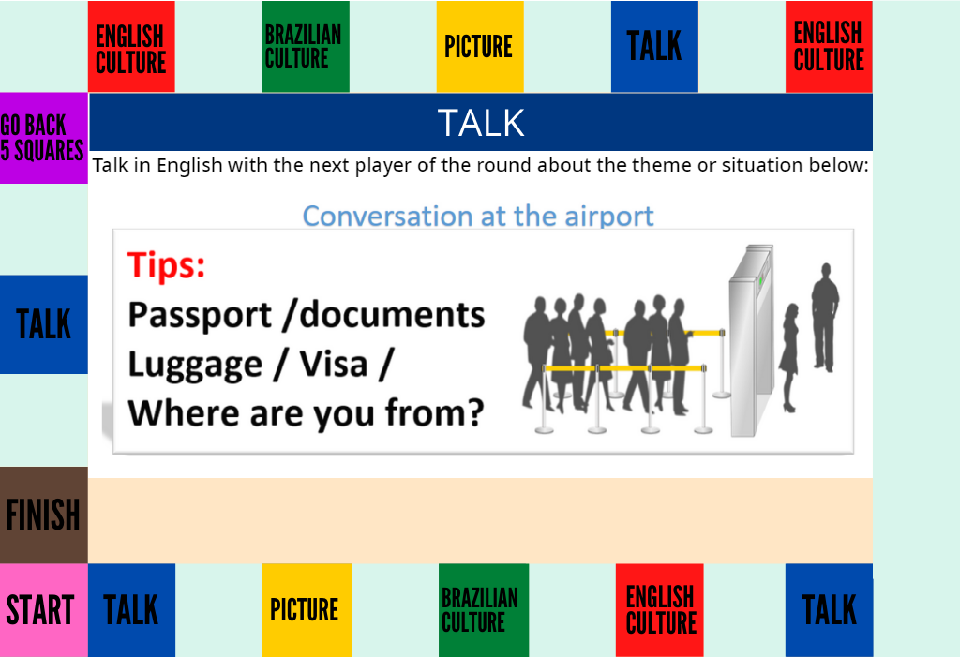 ENGLISH
CULTURE
BRAZILIAN
CULTURE
PICTURE
TALK
ENGLISH
CULTURE
GO BACK
5 SQUARES
TALK
Talk in English with the next player of the round about the theme or situation below:
Conversation at the airport
Tips:
Passport /documents
Luggage / Visa /
Where are you from?
TALK
FINISH
START
TALK
PICTURE
BRAZILIAN
CULTURE
ENGLISH
CULTURE
TALK